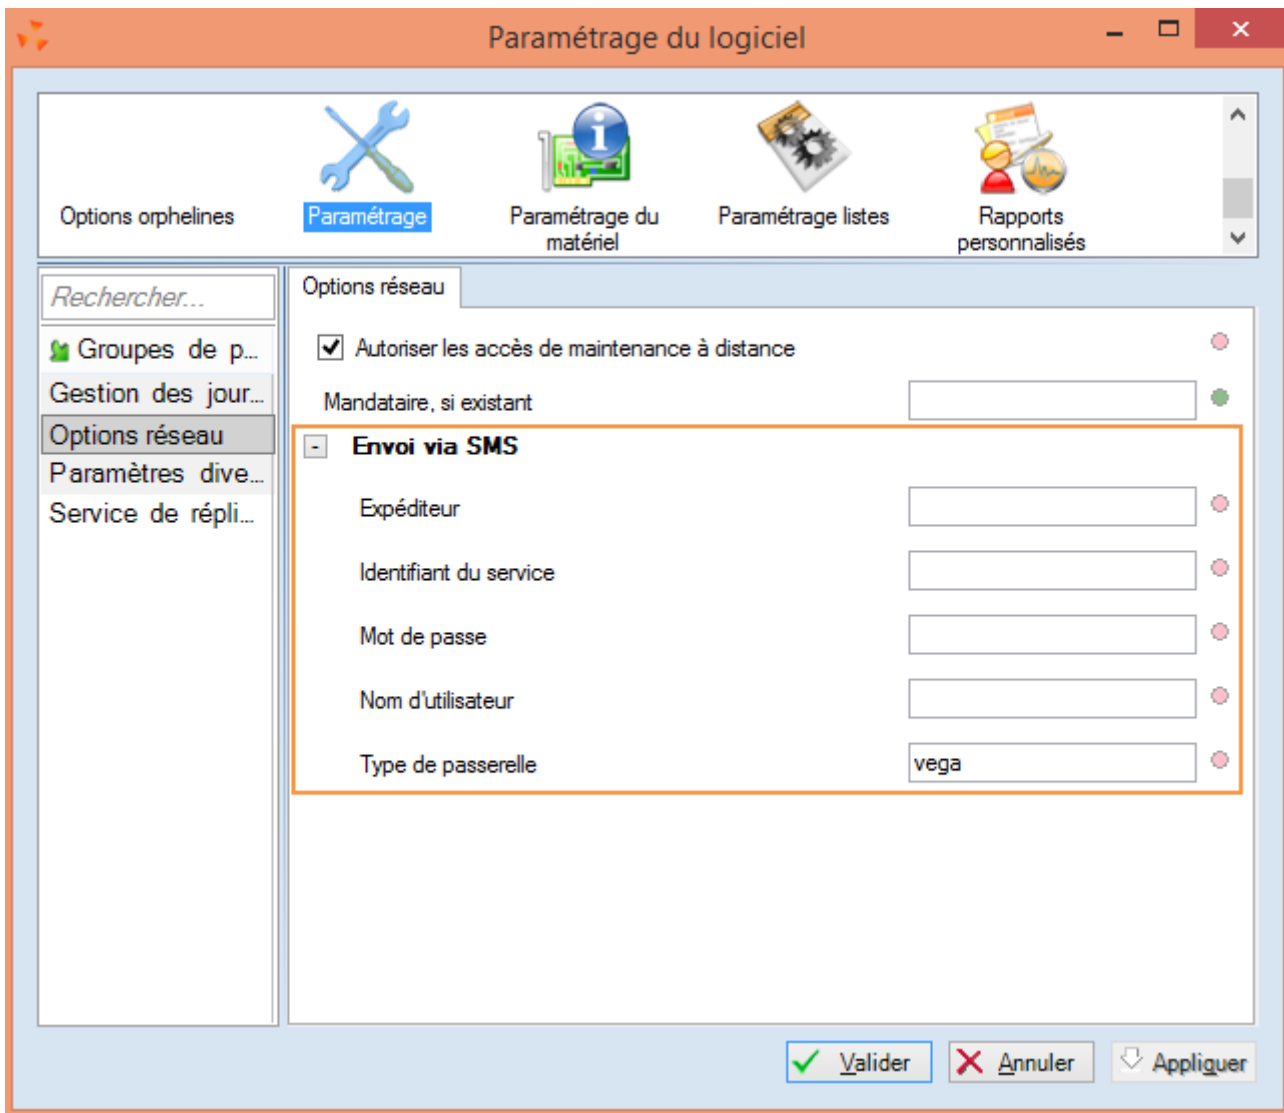 Paramétrage du logiciel
Options orphelines
Paramétrage
Paramétrage du
matériel
Paramétrage listes
Rapports
personnalisés
Rechercher...
Groupes de p...
Gestion des jour...
Options réseau
Paramètres dive...
Service de répli...
Options réseau
Autoriser les accès de maintenance à distance
Mandataire, si existant
- Envoi via SMS
Expéditeur
Identifiant du service
Mot de passe
Nom d'utilisateur
Type de passerelle vega
Valider Annuler Appliquer